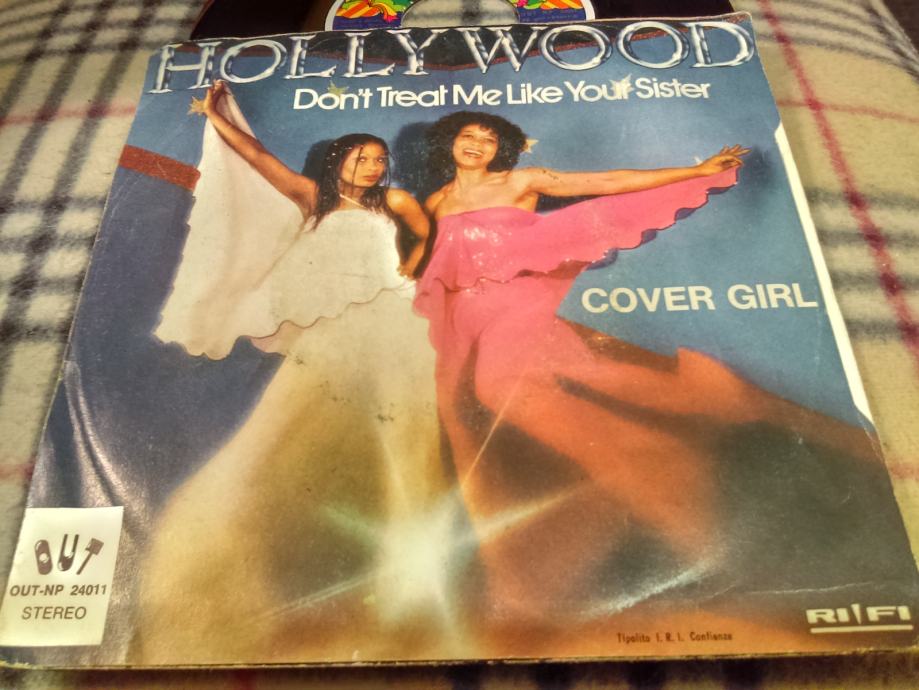 HOLLYWOOD
Don't Treat Me Like Your Sister
COVER GIRL
OUT
OUT-NP 24011
STEREO
RI//FI
Tipolito I. R. I. Confienza